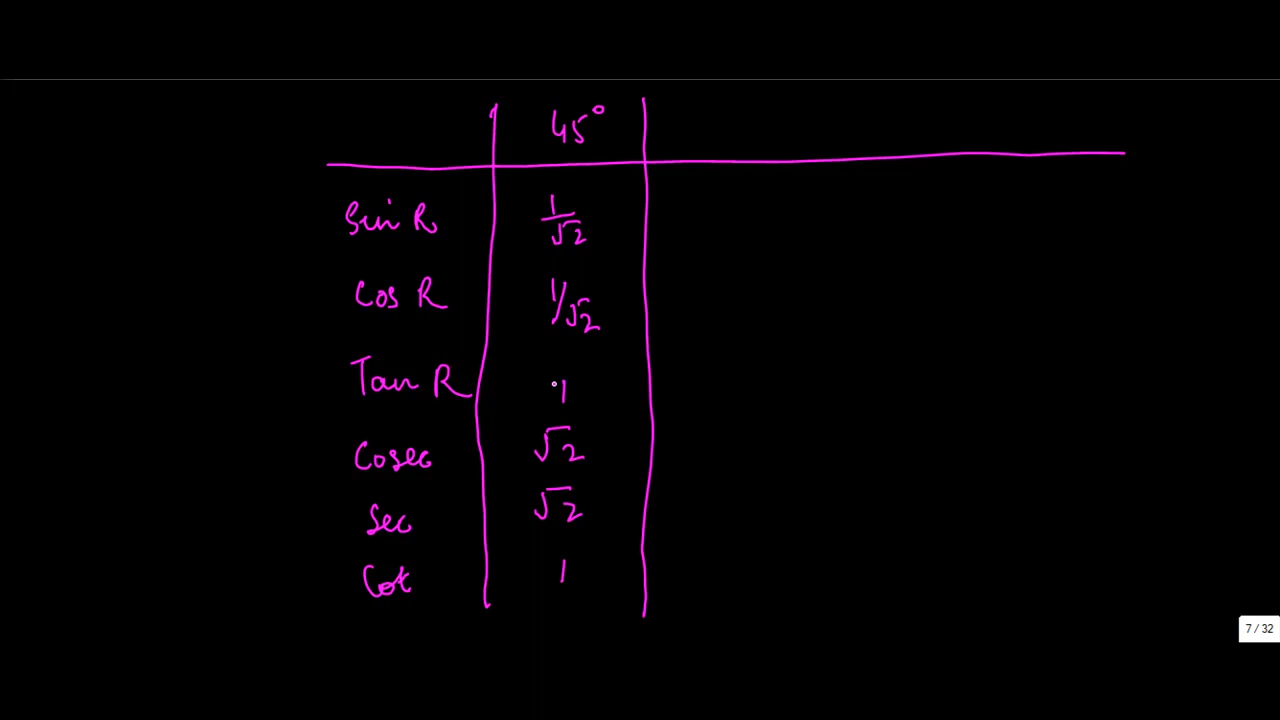 45°
Sin R 1/√2
Cos R 1/√2
Tan R 1
Cosec √2
Sec √2
Cot 1
7 / 32